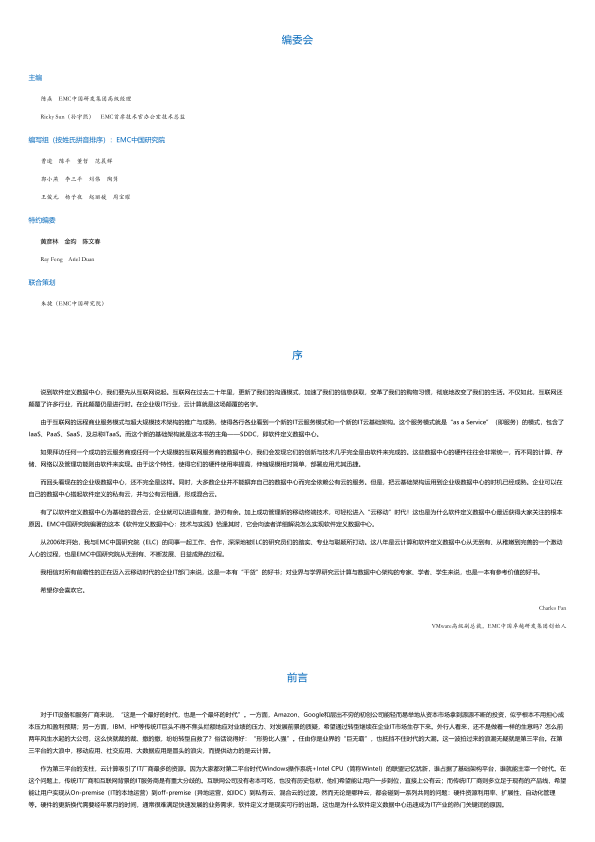 编委会
主编
陈春 EMC中国研发集团高级经理
Ricky Sun（孙宇熙） EMC首席技术官办公室技术总监
编写组（按姓氏拼音排序）：EMC中国研究院
曹逾 陈平 董哲 范晨辉
郭小燕 李三平 刘伟 陶隽
王俊元 杨子夜 赵丽媛 周宝曜
特约编委
黄彦林 金鸣 陈文春
Ray Feng Ariel Duan
联合策划
朱捷（EMC中国研究院）
序
说到软件定义数据中心，我们要先从互联网说起。互联网在过去二十年里，更新了我们的沟通模式，加速了我们的信息获取，变革了我们的购物习惯，彻底地改变了我们的生活。不仅如此，互联网还
颠覆了许多行业，而此颠覆仍是进行时。在企业级IT行业，云计算就是这场颠覆的名字。
由于互联网的远程商业服务模式与超大规模技术架构的推广与成熟，使得各行各业看到一个新的IT云服务模式和一个新的IT云基础架构。这个服务模式就是“as a Service”（即服务）的模式，包含了
IaaS、PaaS、SaaS，及总称ITaaS。而这个新的基础架构就是这本书的主角——SDDC，即软件定义数据中心。
如果拜访任何一个成功的云服务商或任何一个大规模的互联网服务商的数据中心，我们会发现它们的创新与技术几乎完全是由软件来完成的。这些数据中心的硬件往往会非常统一，而不同的计算、存
储、网络以及管理功能则由软件来实现。由于这个特性，使得它们的硬件使用率提高，伸缩规模相对简单，部署应用尤其迅捷。
而回头看现在的企业级数据中心，还不完全是这样。同时，大多数企业并不能摒弃自己的数据中心而完全依赖公有云的服务。但是，把云基础架构运用到企业级数据中心的时机已经成熟。企业可以在
自己的数据中心搭起软件定义的私有云，并与公有云相通，形成混合云。
有了以软件定义数据中心为基础的混合云，企业就可以进退有度，游刃有余。加上成功管理新的移动终端技术，可轻松进入“云移动”时代！这也是为什么软件定义数据中心最近获得大家关注的根本
原因。EMC中国研究院编著的这本《软件定义数据中心：技术与实践》恰逢其时，它会向读者详细解说怎么实现软件定义数据中心。
从2006年开始，我与EMC中国研究院（ELC）的同事一起工作、合作，深深地被ELC的研究员们的踏实、专业与聪颖所打动。这八年是云计算和软件定义数据中心从无到有、从稚嫩到完善的一个激动
人心的过程，也是EMC中国研究院从无到有、不断发展、日益成熟的过程。
我相信对所有前瞻性的正在迈入云移动时代的企业IT部门来说，这是一本有“干货”的好书；对业界与学界研究云计算与数据中心架构的专家、学者、学生来说，也是一本有参考价值的好书。
希望你会喜欢它。
Charles Fan
VMware高级副总裁、EMC中国卓越研发集团创始人
前言
对于IT设备和服务厂商来说，“这是一个最好的时代，也是一个最坏的时代”。一方面，Amazon、Google和层出不穷的初创公司能轻而易举地从资本市场拿到源源不断的投资，似乎根本不用担心成
本压力和盈利预期；另一方面，IBM、HP等传统IT巨头不得不焦头烂额地应对业绩的压力，对发展前景的质疑，希望通过转型继续在企业IT市场生存下来。外行人看来，还不是做着一样的生意吗？怎么前
两年风生水起的大公司，这么快就裁的裁、撤的撤，纷纷转型自救了？俗话说得好：“形势比人强”，任由你是业界的“巨无霸”，也抵挡不住时代的大潮。这一波拍过来的浪潮无疑就是第三平台。在第
三平台的大浪中，移动应用、社交应用、大数据应用是冒头的浪尖，而提供动力的是云计算。
作为第三平台的支柱，云计算吸引了IT厂商最多的资源。因为大家都对第二平台时代Windows操作系统+Intel CPU（简称Wintel）的联盟记忆犹新，谁占据了基础架构平台，谁就能主宰一个时代。在
这个问题上，传统IT厂商和互联网背景的IT服务商是有重大分歧的。互联网公司没有老本可吃，也没有历史包袱，他们希望能让用户一步到位，直接上公有云；而传统IT厂商则多立足于现有的产品线，希望
能让用户实现从On-premise（IT的本地运营）到off-premise（异地运营，如IDC）到私有云，混合云的过渡。然而无论是哪种云，都会碰到一系列共同的问题：硬件资源利用率、扩展性、自动化管理
等。硬件的更新换代需要经年累月的时间，通常很难满足快速发展的业务需求，软件定义才是现实可行的出路。这也是为什么软件定义数据中心迅速成为IT产业的热门关键词的原因。